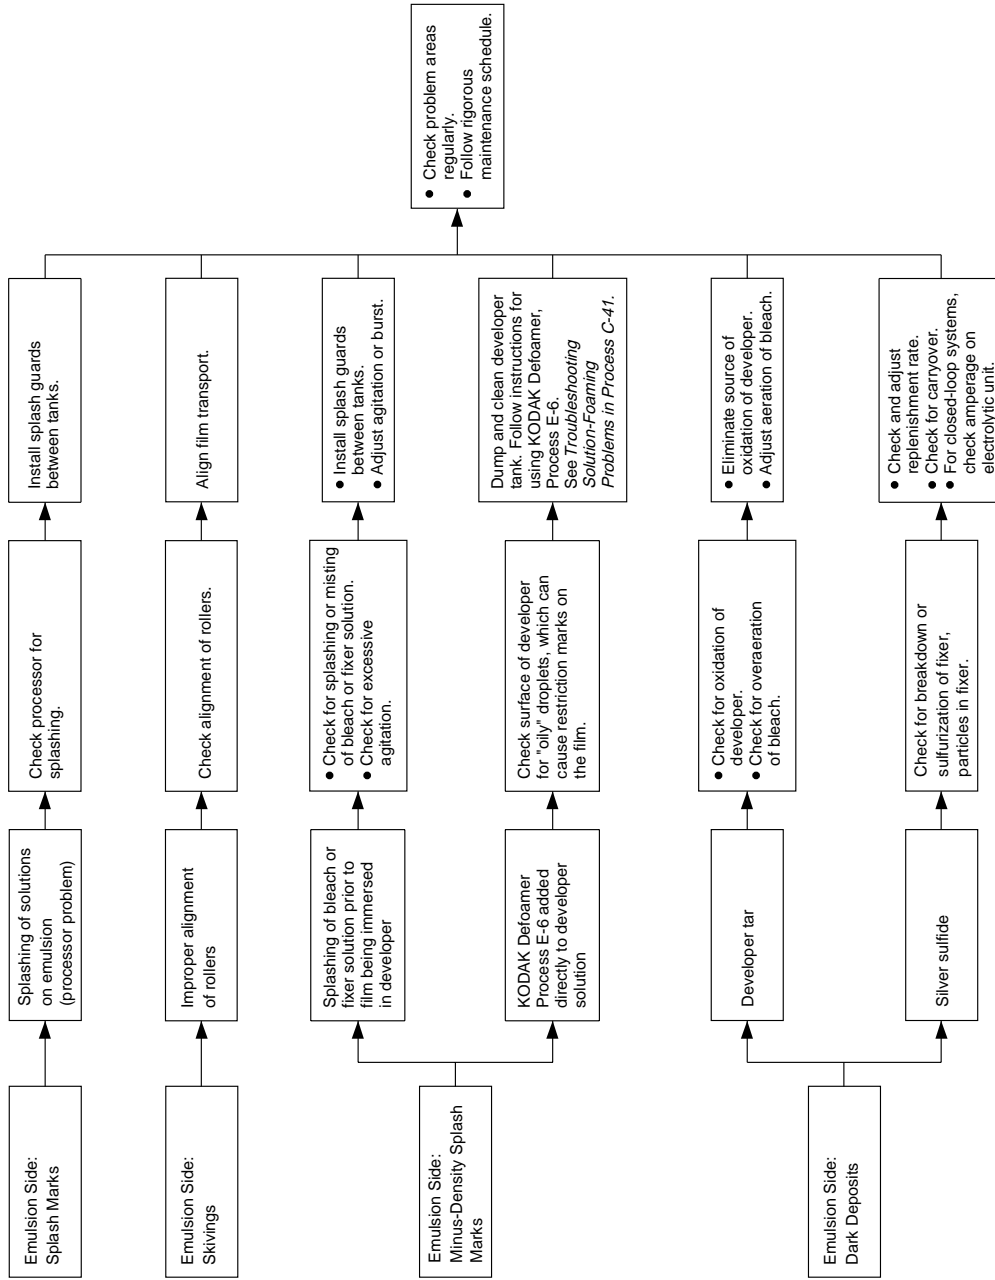 Emulsion Side:
Splash Marks
Splashing of solutions
on emulsion
(processor problem)
Check processor for
splashing.
Install splash guards
between tanks.
Emulsion Side:
Skivings
Improper alignment
of rollers
Check alignment of rollers.
Align film transport.
Emulsion Side:
Minus-Density Splash
Marks
Splashing of bleach or
fixer solution prior to
film being immersed
in developer
● Check for splashing or misting
of bleach or fixer solution.
● Check for excessive
agitation.
● Install splash guards
between tanks.
● Adjust agitation or burst.
KODAK Defoamer
Process E-6 added
directly to developer
solution
Check surface of developer
for "oily" droplets, which can
cause restriction marks on
the film.
Dump and clean developer
tank. Follow instructions for
using KODAK Defoamer,
Process E-6.
See Troubleshooting
Solution-Foaming
Problems in Process C-41.
Emulsion Side:
Dark Deposits
Developer tar
● Check for oxidation of
developer.
● Check for overaeration
of bleach.
● Eliminate source of
oxidation of developer.
● Adjust aeration of bleach.
Silver sulfide
Check for breakdown or
sulfurization of fixer,
particles in fixer.
● Check and adjust
replenishment rate.
● Check for carryover.
● For closed-loop systems,
check amperage on
electrolytic unit.
● Check problem areas
regularly.
● Follow rigorous
maintenance schedule.